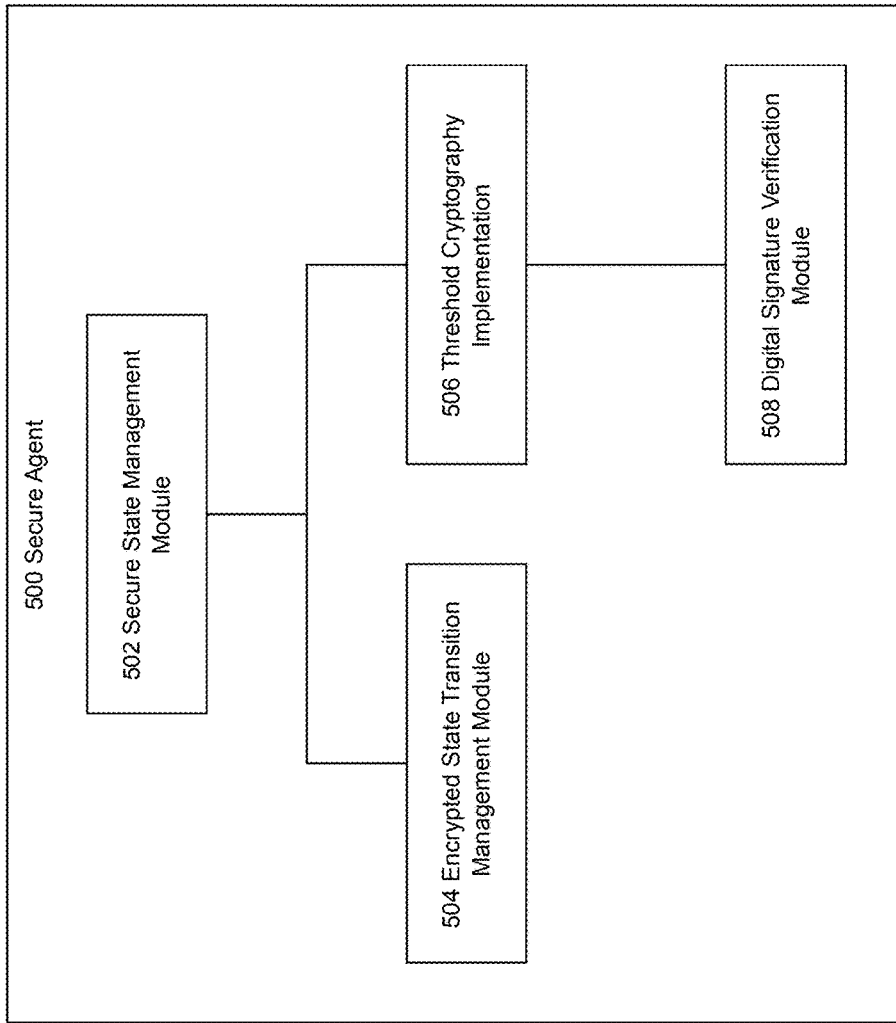 500 Secure Agent
502 Secure State Management
Module
504 Encrypted State Transition
Management Module
506 Threshold Cryptography
Implementation
508 Digital Signature Verification
Module